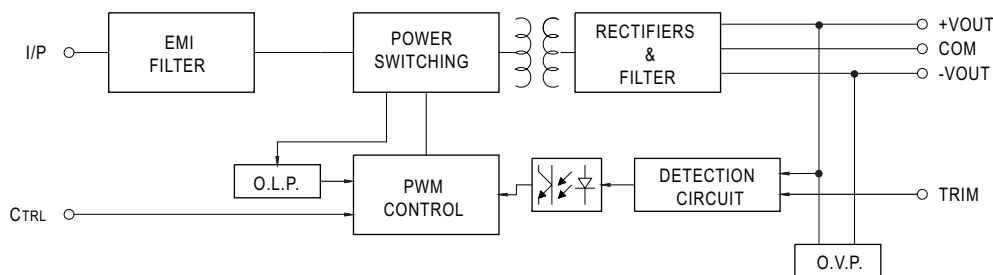 I/P
EMI
FILTER
POWER
SWITCHING
RECTIFIERS
&
FILTER
+VOUT
COM
-VOUT
O.L.P.
PWM
CONTROL
DETECTION
CIRCUIT
TRIM
CTRL
O.V.P.